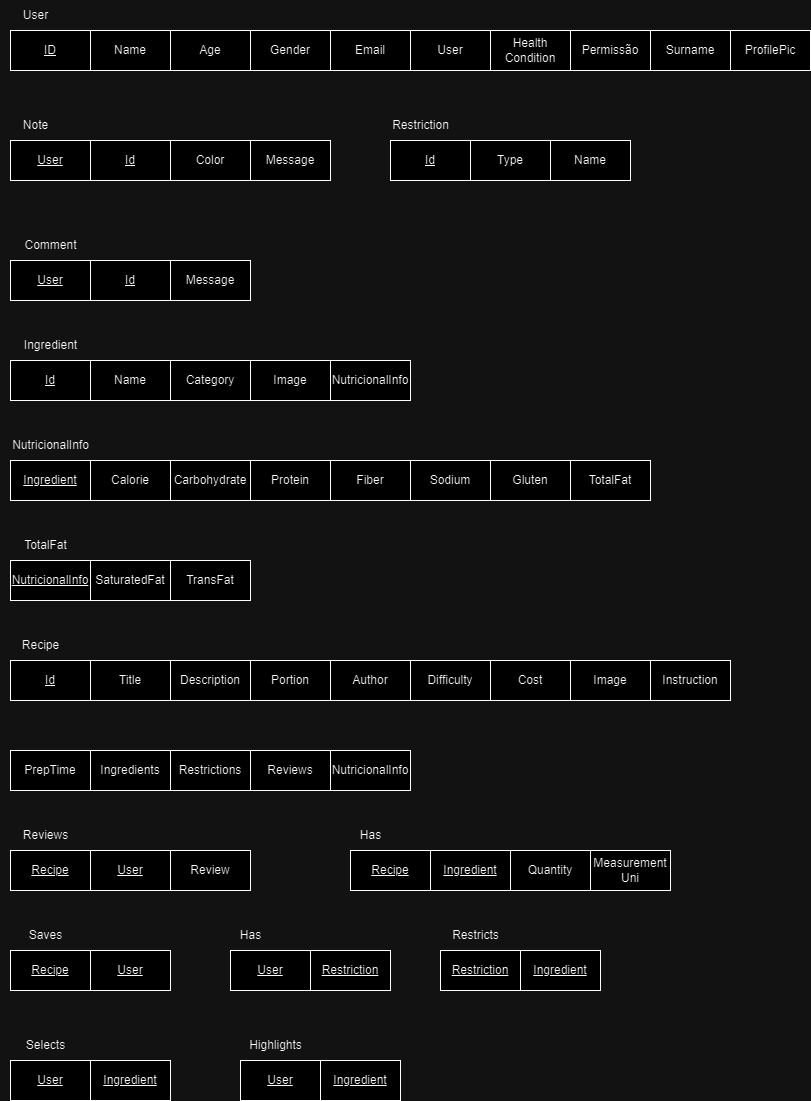 User
ID Name Age Gender Email User Health Condition Permissão Surname ProfilePic
Note
User Id Color Message
Restriction
Id Type Name
Comment
User Id Message
Ingredient
Id Name Category Image NutricionalInfo
NutricionalInfo
Ingredient Calorie Carbohydrate Protein Fiber Sodium Gluten TotalFat
TotalFat
NutricionalInfo SaturatedFat TransFat
Recipe
Id Title Description Portion Author Difficulty Cost Image Instruction
PrepTime Ingredients Restrictions Reviews NutricionalInfo
Reviews
Recipe User Review
Has
Recipe Ingredient Quantity Measurement Uni
Saves
Recipe User
Has
User Restriction
Restricts
Restriction Ingredient
Selects
User Ingredient
Highlights
User Ingredient